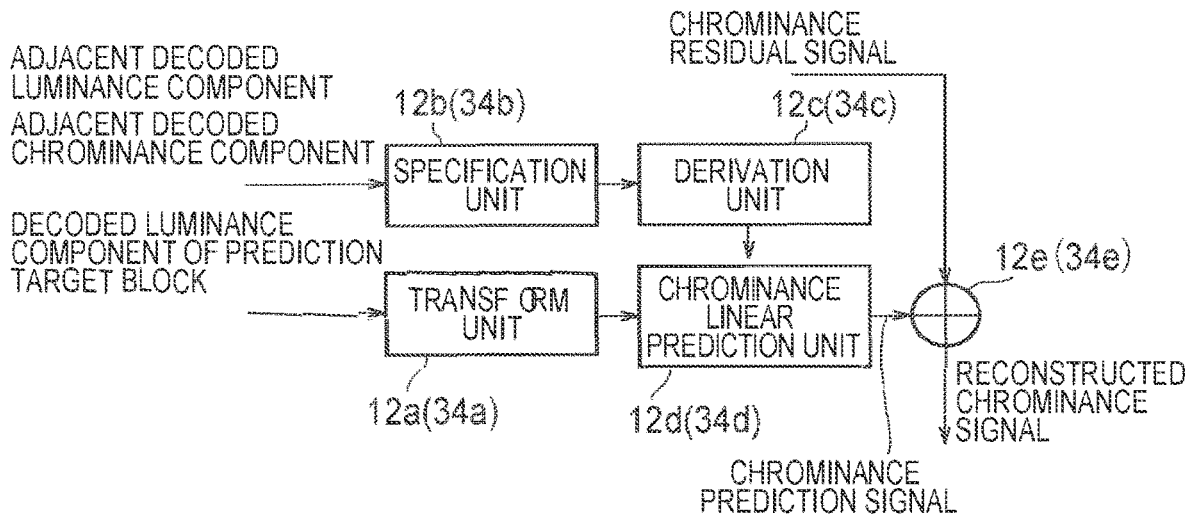 CHROMINANCE
RESIDUAL SIGNAL
ADJACENT DECODED
LUMINANCE COMPONENT
ADJACENT DECODED
CHROMINANCE COMPONENT
12b(34b)
12c(34c)
SPECIFICATION
UNIT
DERIVATION
UNIT
DECODED LUMINANCE
COMPONENT OF PREDICTION
TARGET BLOCK
12e(34e)
TRANSFORM
UNIT
CHROMINANCE
LINEAR
PREDICTION UNIT
12a(34a)
12d(34d)
RECONSTRUCTED
CHROMINANCE
SIGNAL
CHROMINANCE
PREDICTION SIGNAL